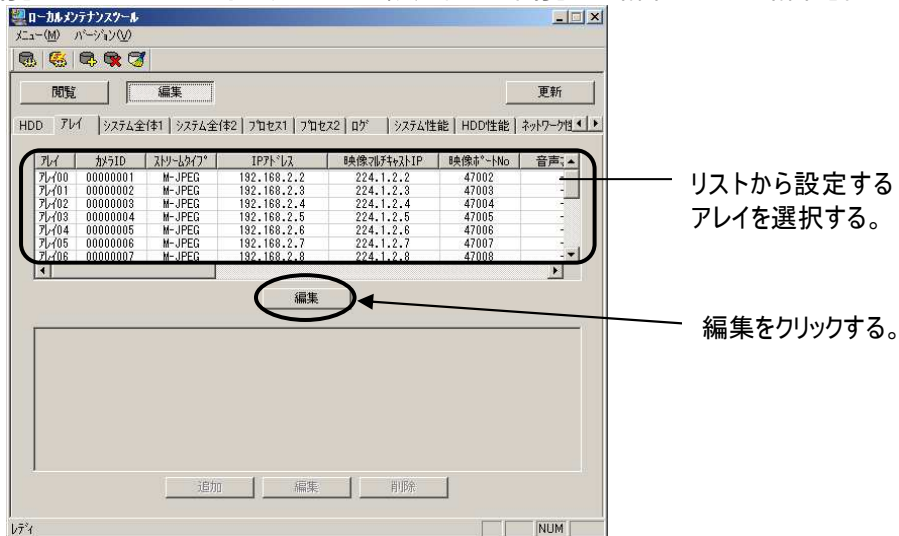 ローカルメンテナンスツール
メニュー(M) バージョン(V)
閲覧 編集 更新
HDD アレイ システム全体1 システム全体2 プロセス1 プロセス2 ログ システム性能 HDD性能 ネットワーク性
アレイ カメラID ストリームタイプ IPアドレス 映像マルチキャストIP 映像ポートNo 音声マ
アレイ00 00000001 M-JPEG 192.168.2.2 224.1.2.2 47002 -
アレイ01 00000002 M-JPEG 192.168.2.3 224.1.2.3 47003 -
アレイ02 00000003 M-JPEG 192.168.2.4 224.1.2.4 47004 -
アレイ03 00000004 M-JPEG 192.168.2.5 224.1.2.5 47005 -
アレイ04 00000005 M-JPEG 192.168.2.6 224.1.2.6 47006 -
アレイ05 00000006 M-JPEG 192.168.2.7 224.1.2.7 47007 -
アレイ06 00000007 M-JPEG 192.168.2.8 224.1.2.8 47008 -
リストから設定する
アレイを選択する。
編集
編集をクリックする。
追加 編集 削除
レディ NUM